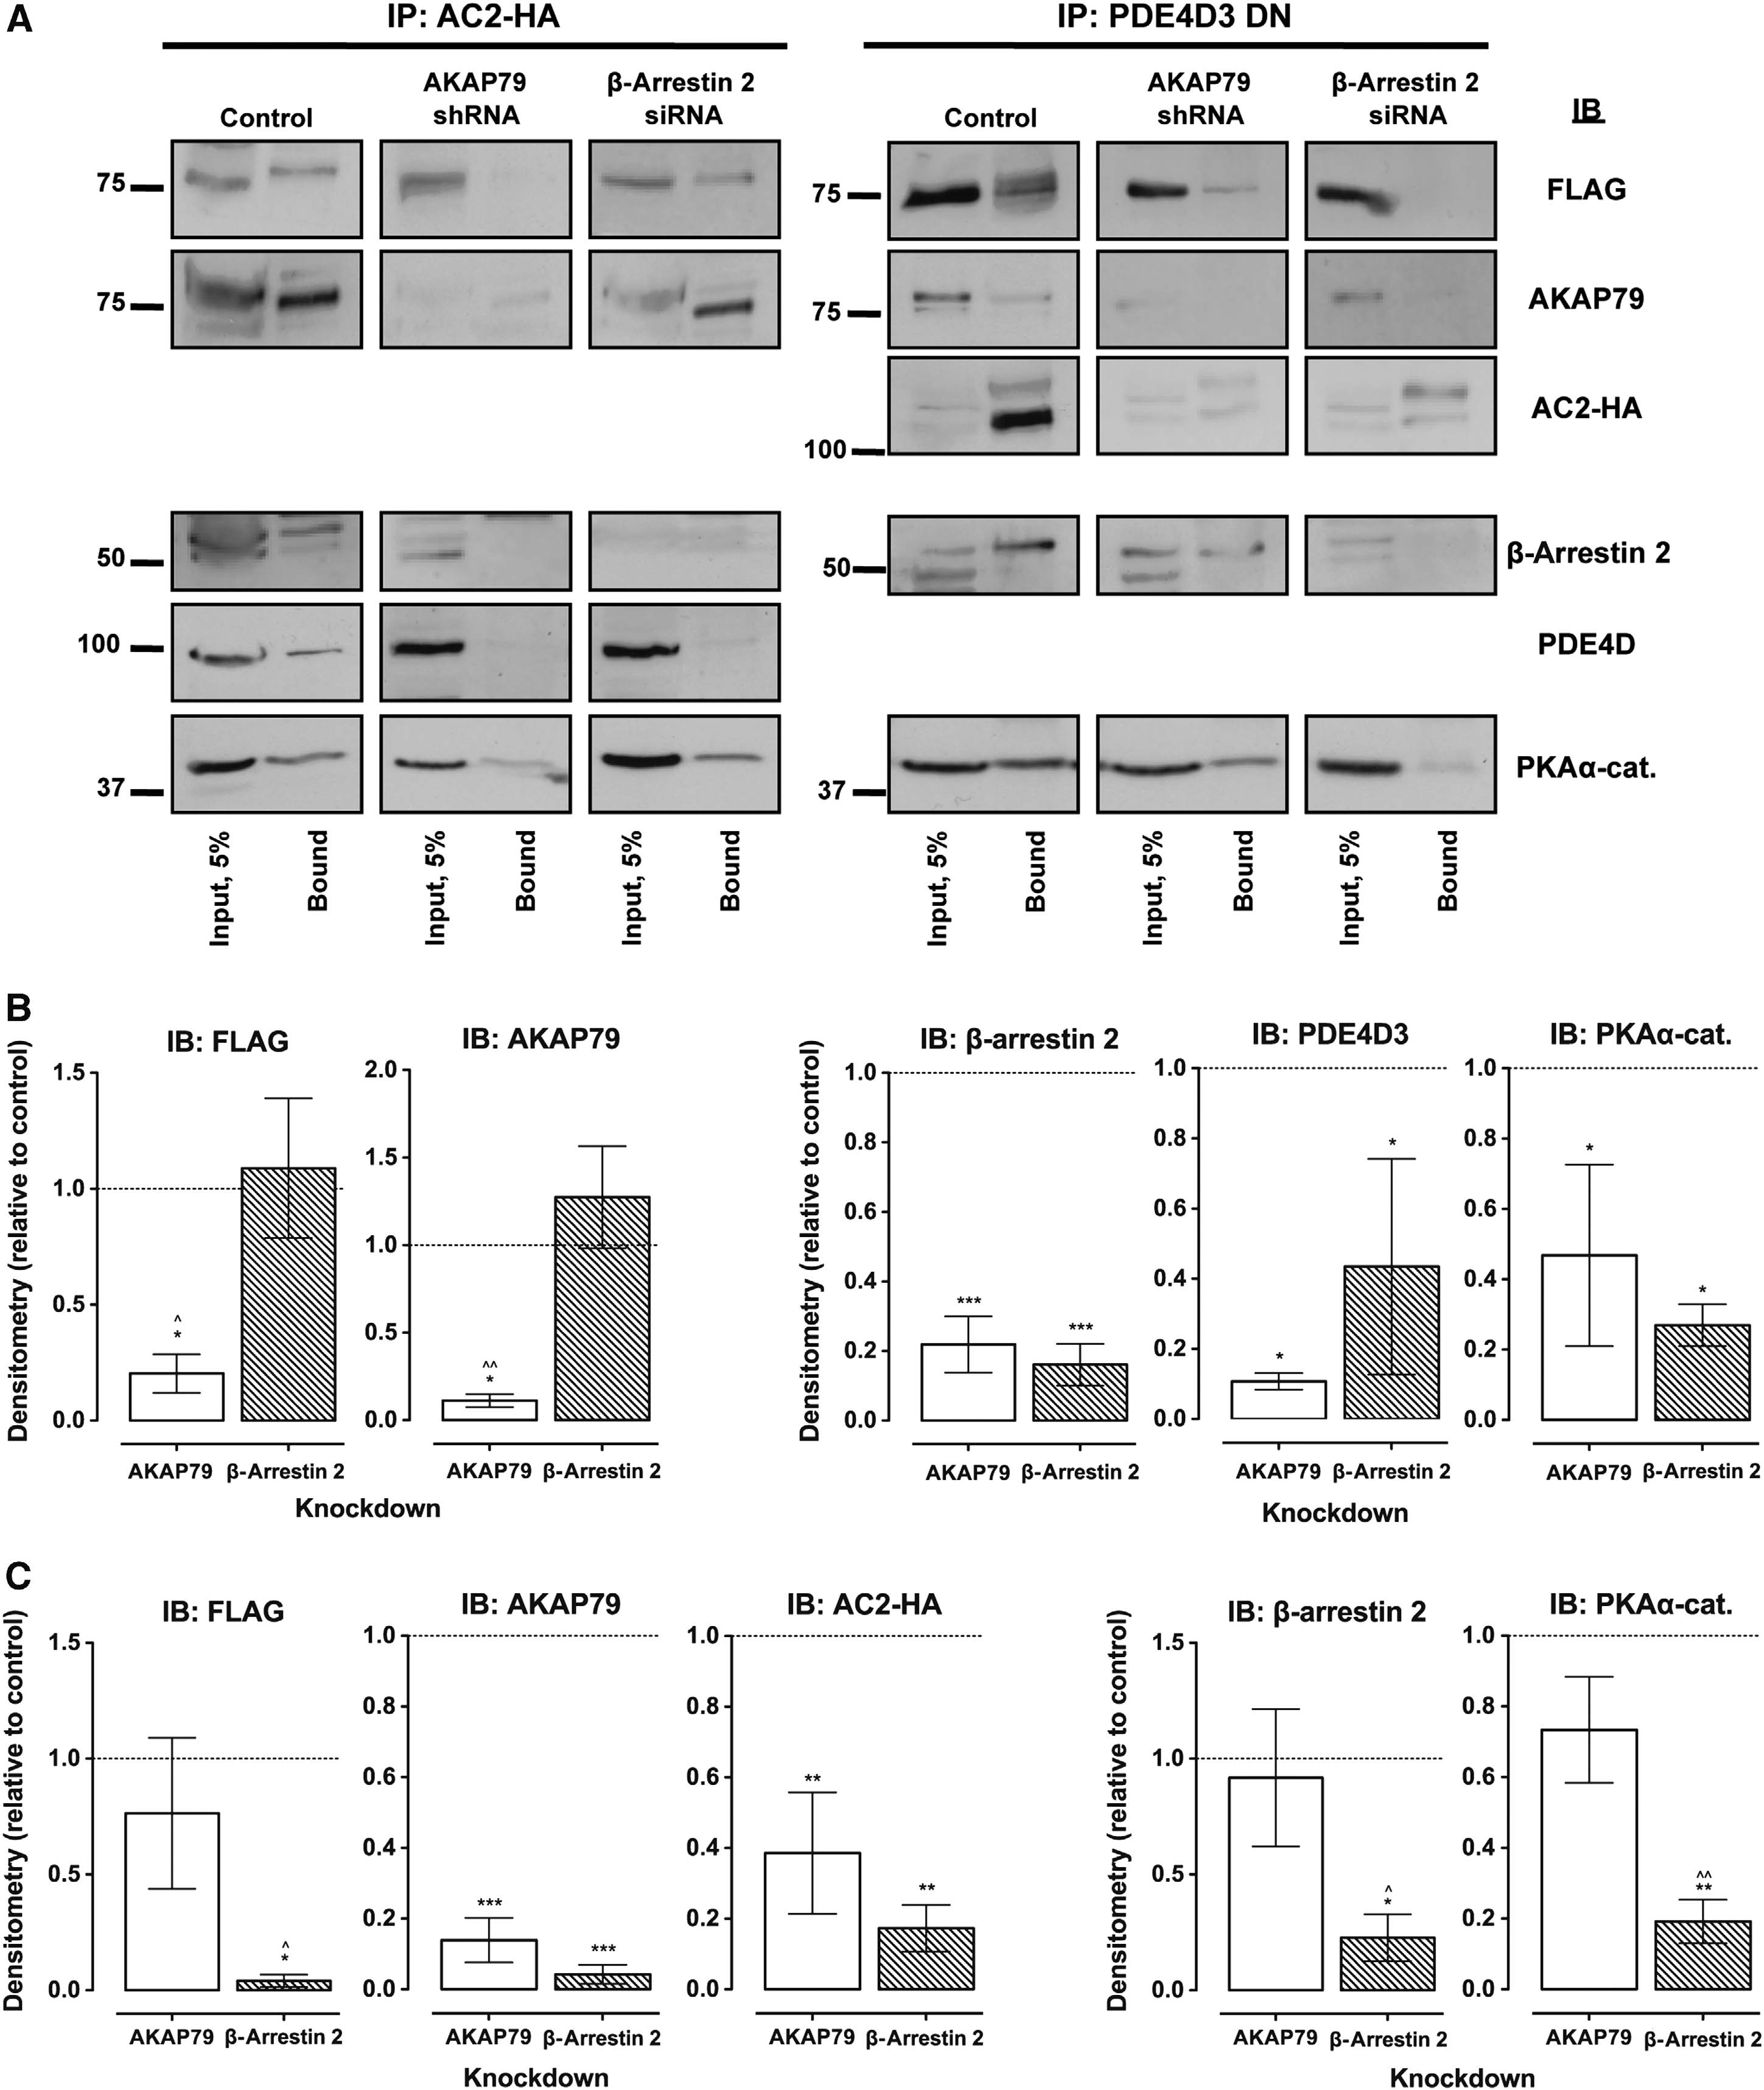 A
IP: AC2-HA
IP: PDE4D3 DN
Control
AKAP79
shRNA
β-Arrestin 2
siRNA
Control
AKAP79
shRNA
β-Arrestin 2
siRNA
IB
75
75
FLAG
75
75
AKAP79
100
AC2-HA
50
50
β-Arrestin 2
100
PDE4D
37
37
PKAα-cat.
Input, 5%
Bound
Input, 5%
Bound
Input, 5%
Bound
Input, 5%
Bound
Input, 5%
Bound
Input, 5%
Bound
B
Densitometry (relative to control)
IB: FLAG
1.5
1.0
0.5
0.0
^
*
AKAP79 β-Arrestin 2
IB: AKAP79
2.0
1.5
1.0
0.5
0.0
^^
*
AKAP79 β-Arrestin 2
Knockdown
Densitometry (relative to control)
IB: β-arrestin 2
1.0
0.8
0.6
0.4
0.2
0.0
***
***
AKAP79 β-Arrestin 2
IB: PDE4D3
1.0
0.8
0.6
0.4
0.2
0.0
*
*
AKAP79 β-Arrestin 2
IB: PKAα-cat.
1.0
0.8
0.6
0.4
0.2
0.0
*
*
AKAP79 β-Arrestin 2
Knockdown
C
Densitometry (relative to control)
IB: FLAG
1.5
1.0
0.5
0.0
^
*
AKAP79 β-Arrestin 2
IB: AKAP79
1.0
0.8
0.6
0.4
0.2
0.0
***
***
AKAP79 β-Arrestin 2
IB: AC2-HA
1.0
0.8
0.6
0.4
0.2
0.0
**
**
AKAP79 β-Arrestin 2
Knockdown
Densitometry (relative to control)
IB: β-arrestin 2
1.5
1.0
0.5
0.0
^
*
AKAP79 β-Arrestin 2
IB: PKAα-cat.
1.0
0.8
0.6
0.4
0.2
0.0
^^
**
AKAP79 β-Arrestin 2
Knockdown